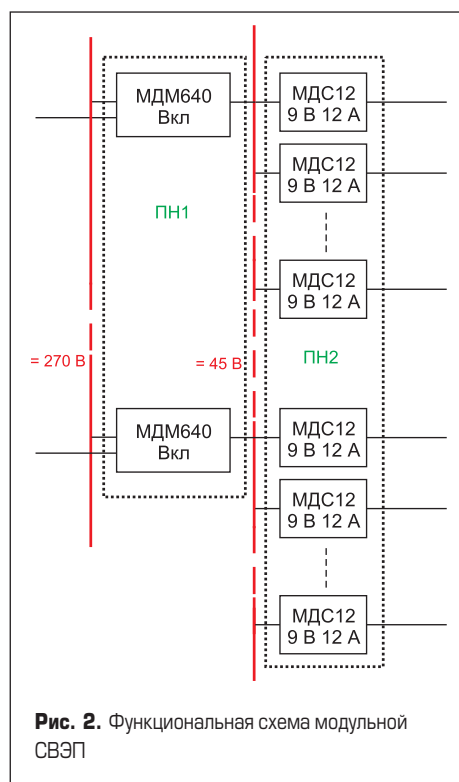 МДМ640
Вкл
МДС12
9 В 12 А
МДС12
9 В 12 А
ПН1
МДС12
9 В 12 А
= 270 В
= 45 В
ПН2
МДМ640
Вкл
МДС12
9 В 12 А
МДС12
9 В 12 А
МДС12
9 В 12 А
Рис. 2. Функциональная схема модульной
СВЭП